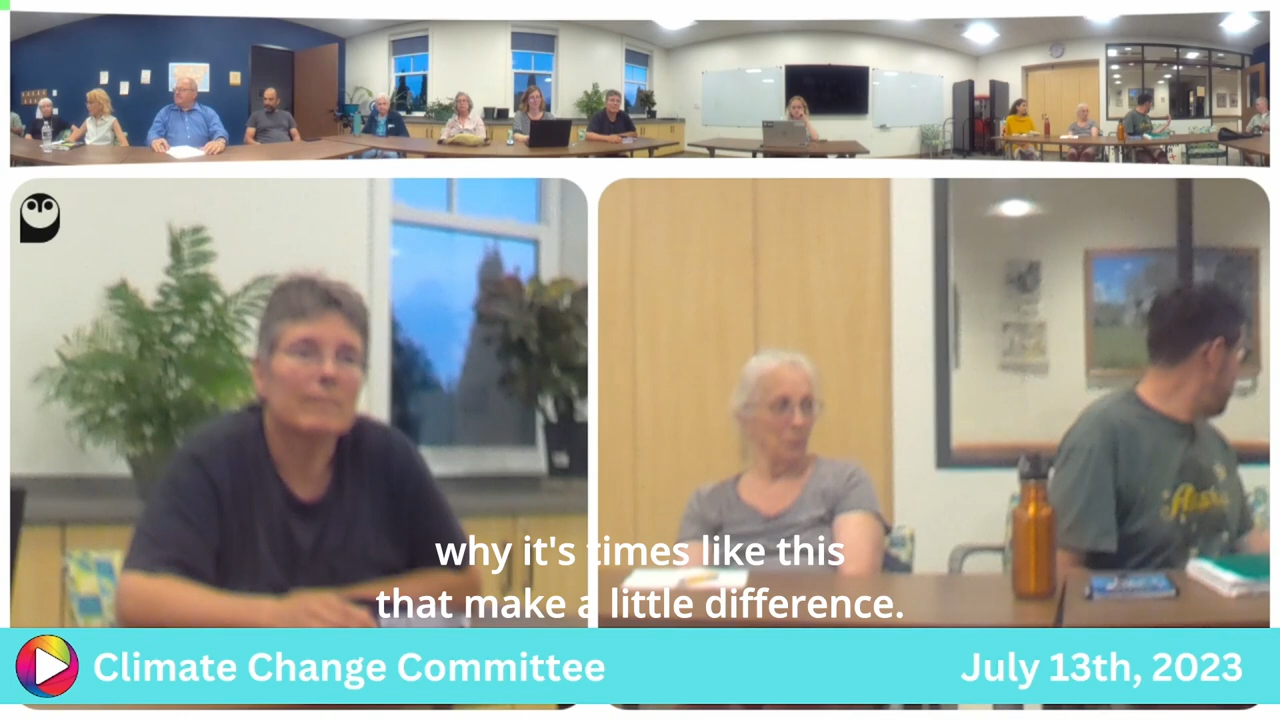 why it's times like this
that make a little difference.
Climate Change Committee
July 13th, 2023